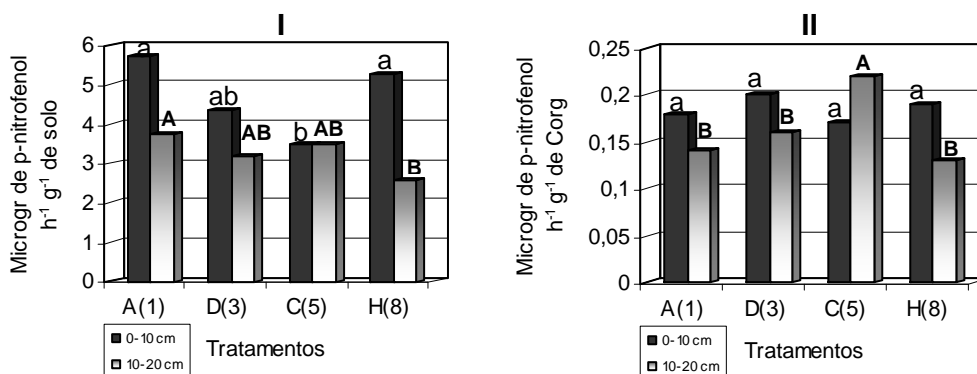 I
Microgr de p-nitrofenol
h⁻¹ g⁻¹ de solo
6
5
4
3
2
1
0
a
A
ab
AB
b
AB
a
B
A(1)
D(3)
C(5)
H(8)
0-10 cm
10-20 cm
Tratamentos
II
Microgr de p-nitrofenol
h⁻¹ g⁻¹ de Corg
0,25
0,2
0,15
0,1
0,05
0
a
B
a
B
a
A
a
B
A(1)
D(3)
C(5)
H(8)
0-10 cm
10-20 cm
Tratamentos